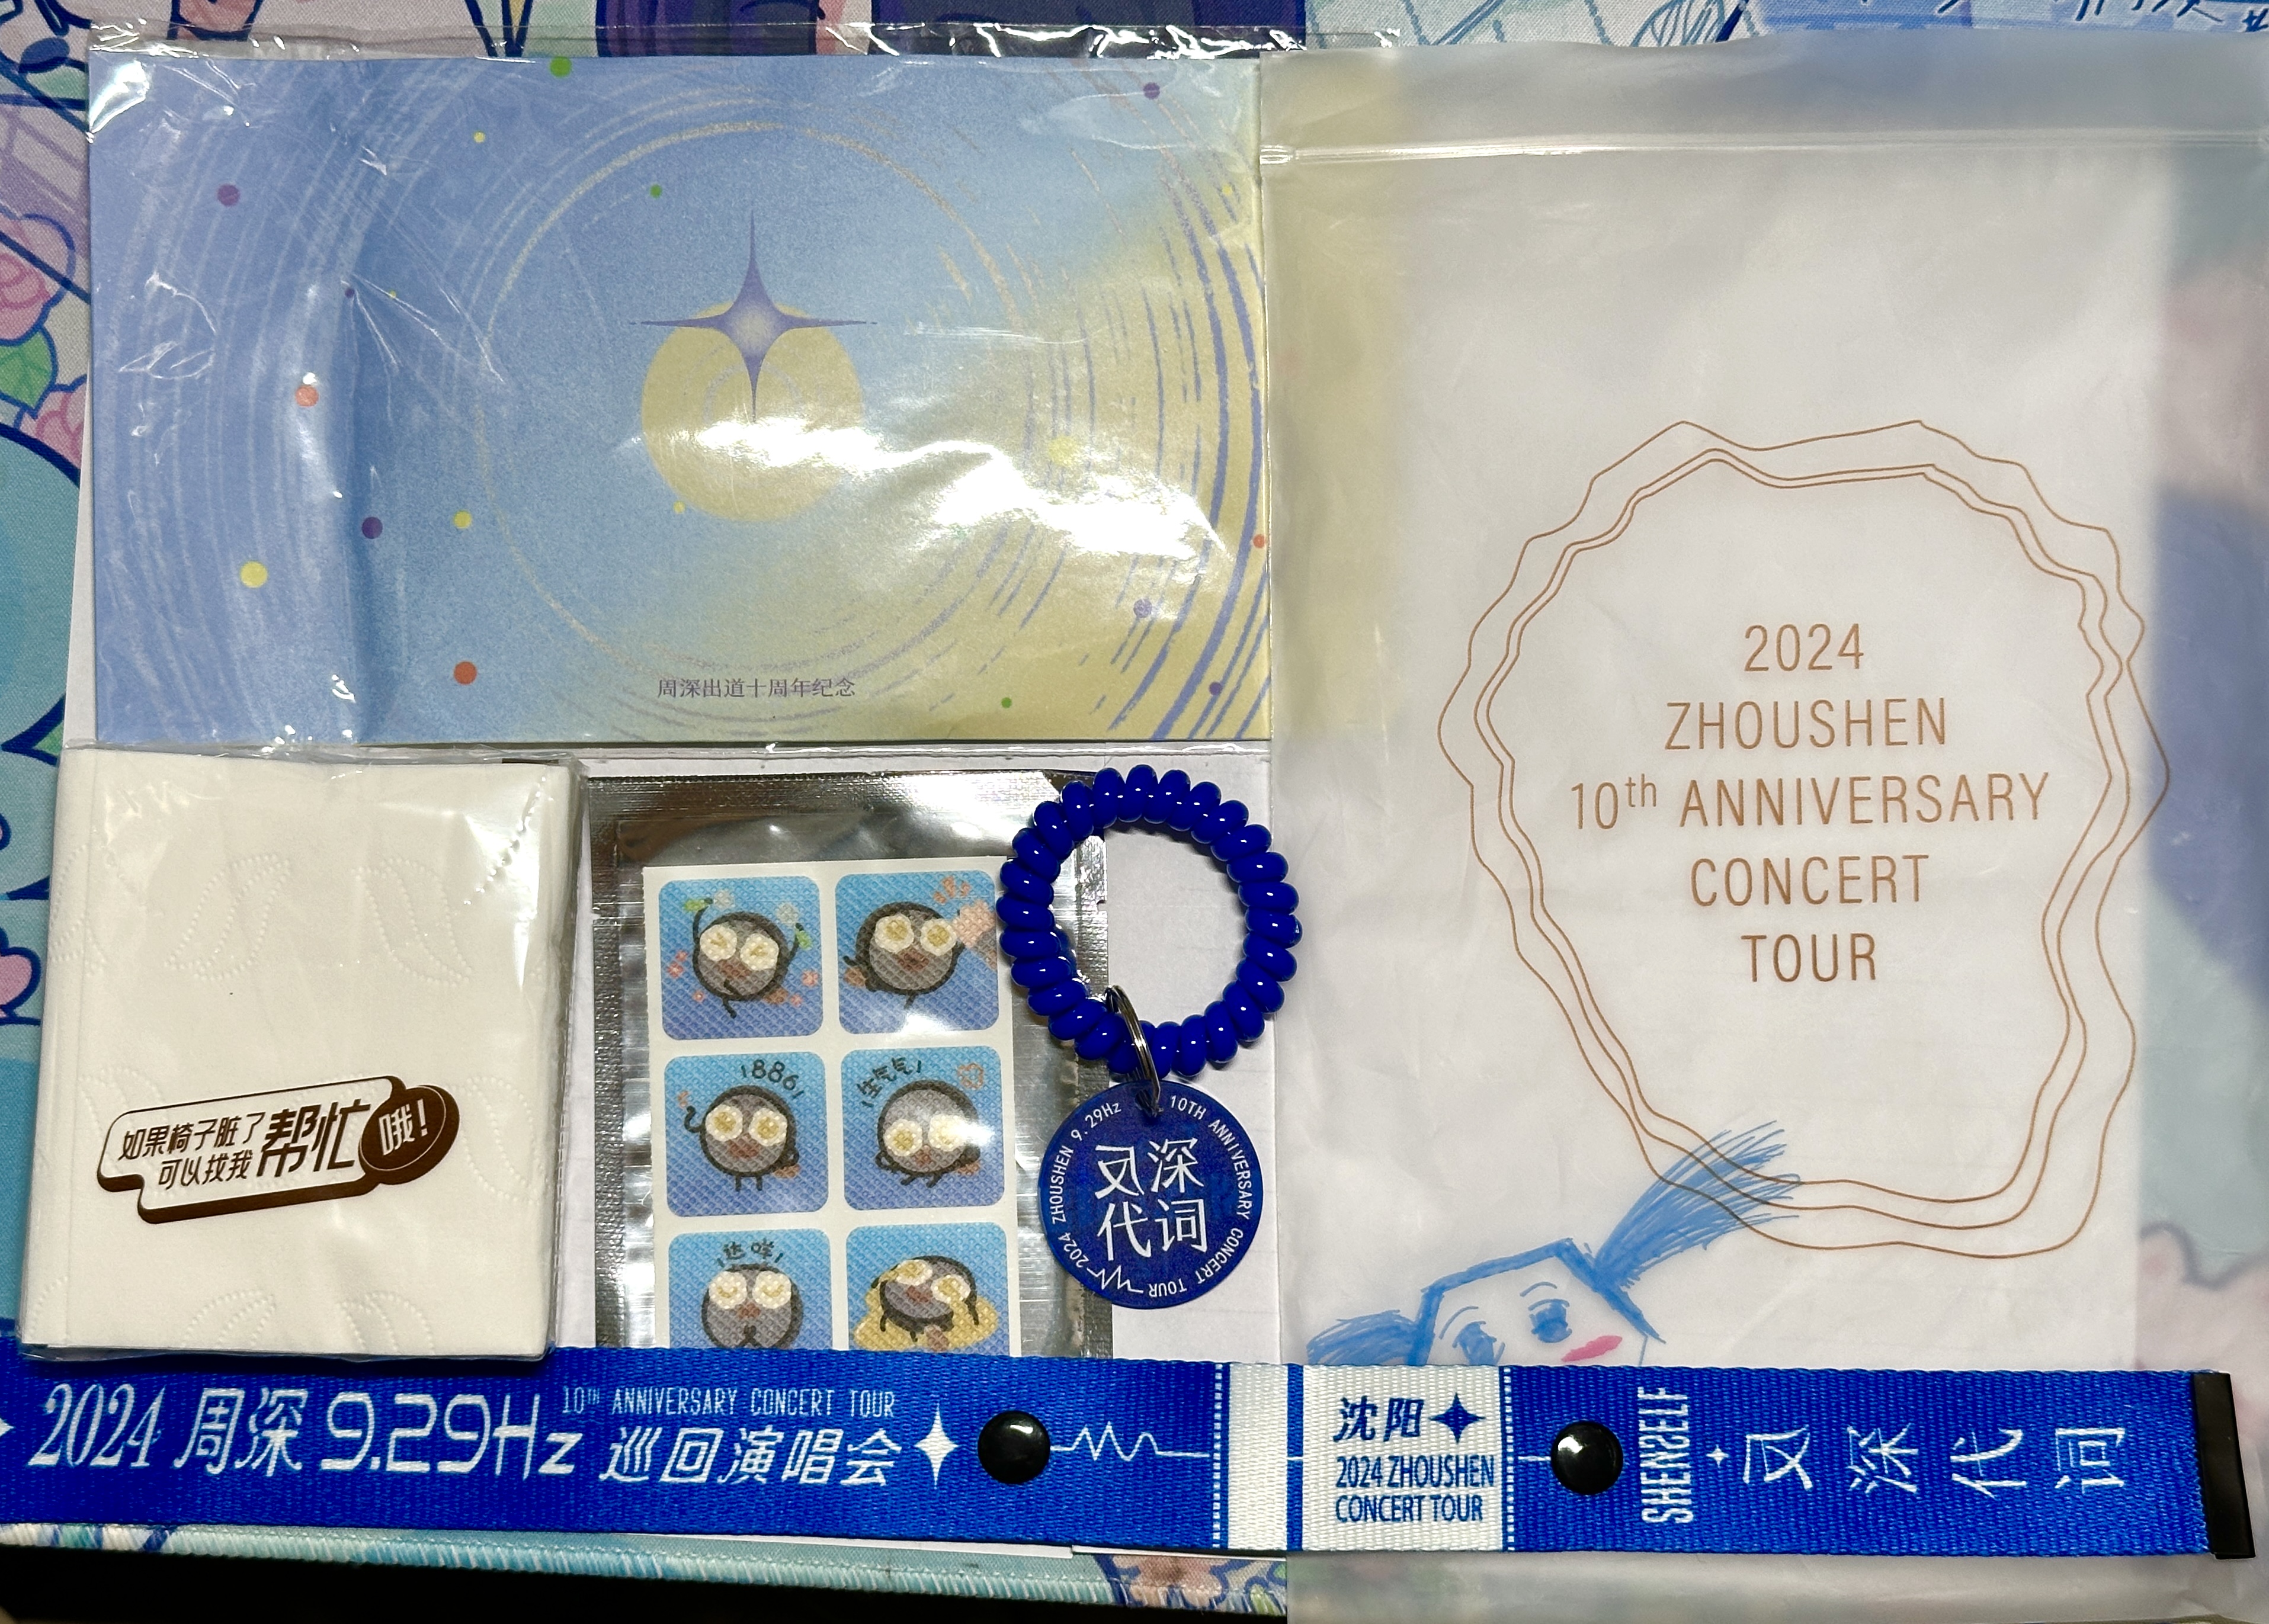 周深出道十周年纪念
2024
ZHOUSHEN
10th ANNIVERSARY
CONCERT
TOUR
如果椅子脏了
可以找我
帮忙
哦!
1886!
生气气!
达咩!
2024 ZHOUSHEN 9.29Hz 10TH ANNIVERSARY CONCERT TOUR
深
代词
2024 周深 9.29Hz
10TH ANNIVERSARY CONCERT TOUR
巡回演唱会
沈阳
2024 ZHOUSHEN
CONCERT TOUR
SHENSELF
深代词